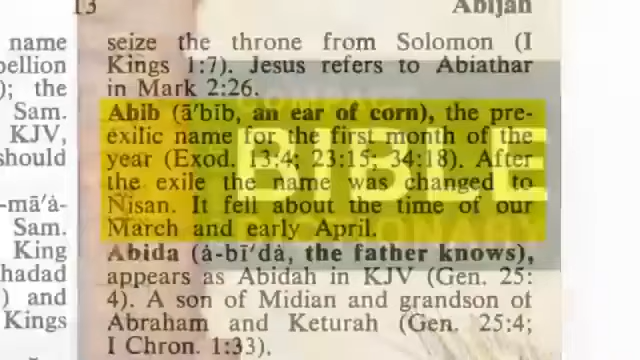 13
Abijah
name
bellion
); the
Sam.
KJV,
should
-mā′á-
Sam.
King
hadad
) and
Kings
seize the throne from Solomon (I
Kings 1:7). Jesus refers to Abiathar
in Mark 2:26.
Abib (ā′bĭb, an ear of corn), the pre-
exilic name for the first month of the
year (Exod. 13:4; 23:15; 34:18). After
the exile the name was changed to
Nisan. It fell about the time of our
March and early April.
Abida (á-bī′dá, the father knows),
appears as Abidah in KJV (Gen. 25:
4). A son of Midian and grandson of
Abraham and Keturah (Gen. 25:4;
I Chron. 1:33).
BIBLE
DICTIONARY